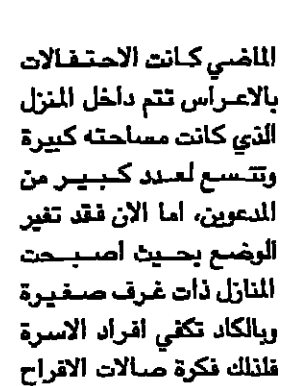 الماضي كانت الاحتفالات
بالاعراس تتم داخل المنزل
الذي كانت مساحته كبيرة
وتتسع لعدد كبير من
المدعوين، اما الان فقد تغير
الوضع بحيث اصبحت
المنازل ذات غرف صغيرة
وبالكاد تكفي افراد الاسرة
فلذلك فكرة صالات الافراح